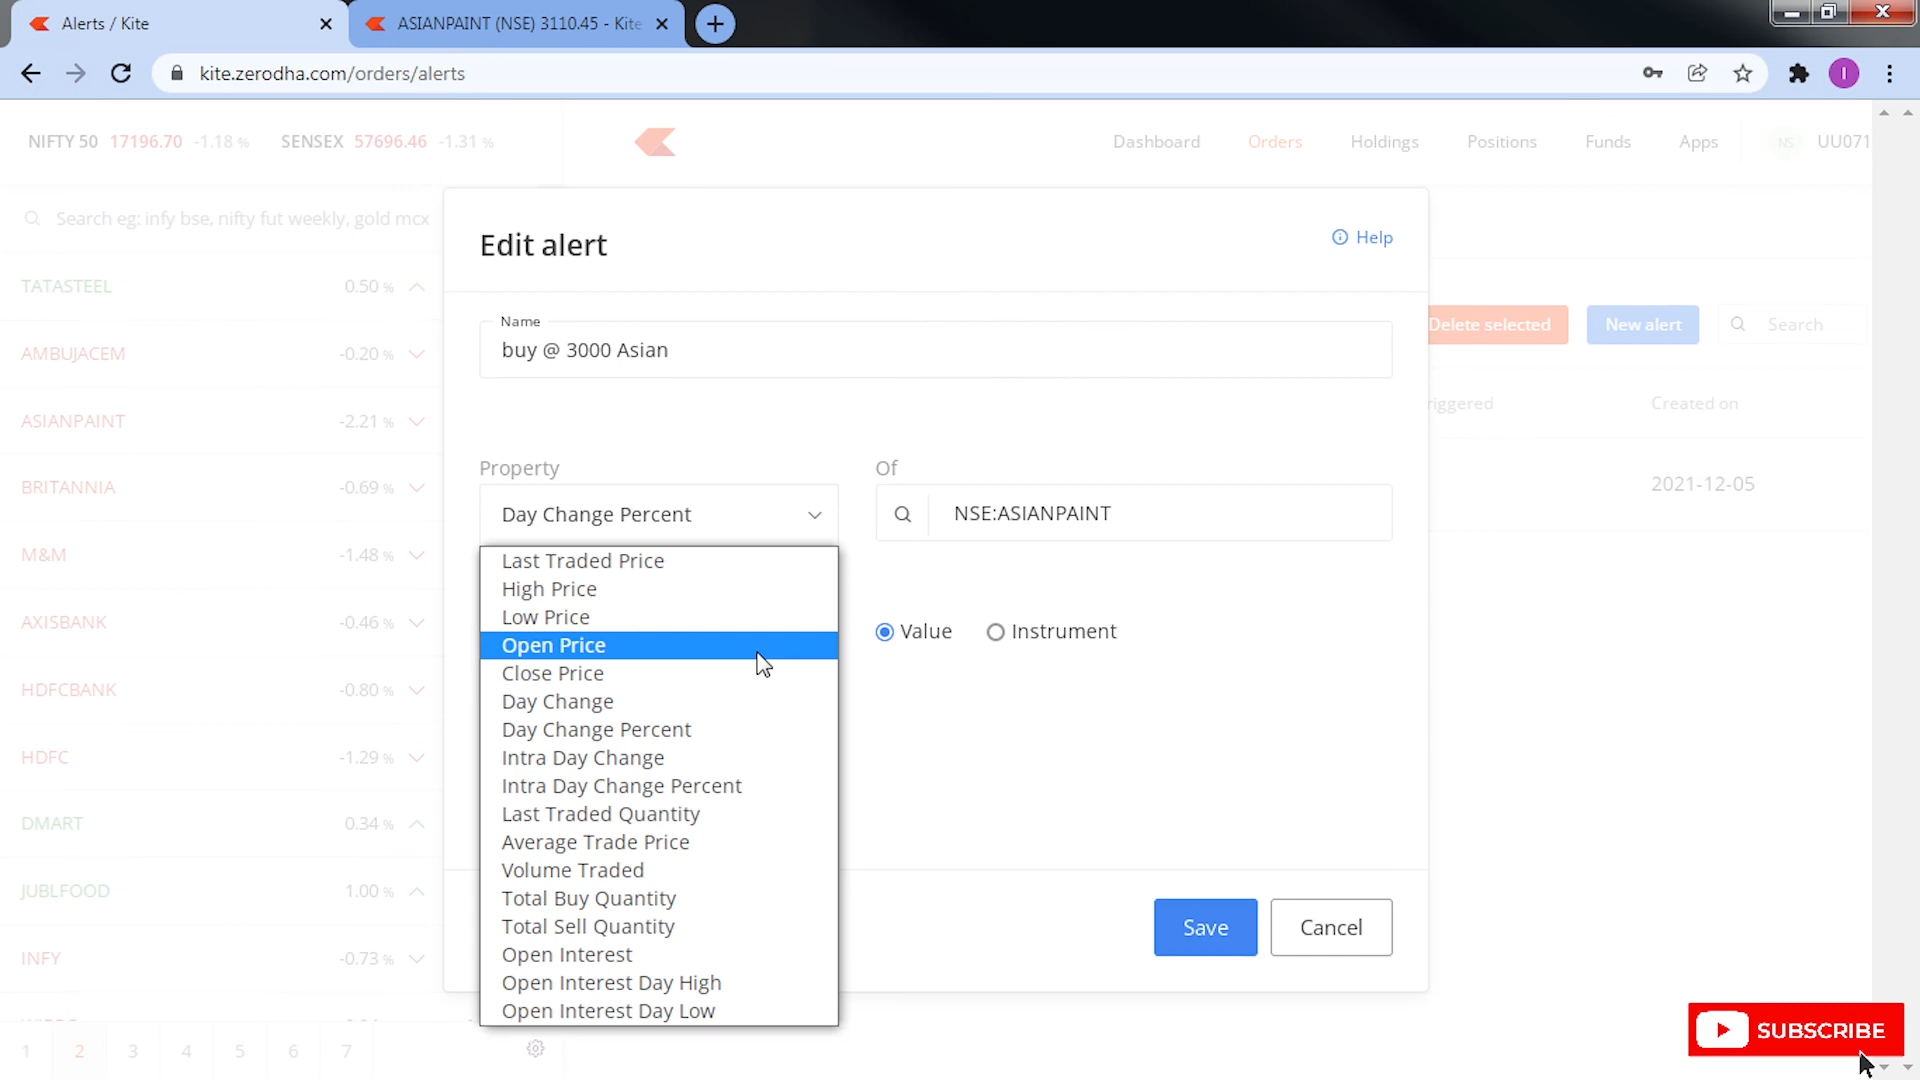 Alerts / Kite
ASIANPAINT (NSE) 3110.45 - Kite
kite.zerodha.com/orders/alerts
I
NIFTY 50 17196.70 -1.18 %
SENSEX 57696.46 -1.31 %
Dashboard
Orders
Holdings
Positions
Funds
Apps
NS
UU071
Search eg: infy bse, nifty fut weekly, gold mcx
Edit alert
Help
TATASTEEL 0.50 %
Name
buy @ 3000 Asian
Delete selected
New alert
Search
AMBUJACEM -0.20 %
riggered
Created on
ASIANPAINT -2.21 %
Property
Of
BRITANNIA -0.69 %
2021-12-05
Day Change Percent
NSE:ASIANPAINT
M&M -1.48 %
Last Traded Price
High Price
Low Price
AXISBANK -0.46 %
Value
Instrument
Open Price
Close Price
HDFCBANK -0.80 %
Day Change
Day Change Percent
HDFC -1.29 %
Intra Day Change
Intra Day Change Percent
Last Traded Quantity
DMART 0.34 %
Average Trade Price
Volume Traded
JUBLFOOD 1.00 %
Total Buy Quantity
Total Sell Quantity
Save
Cancel
INFY -0.73 %
Open Interest
Open Interest Day High
Open Interest Day Low
1 2 3 4 5 6 7
SUBSCRIBE